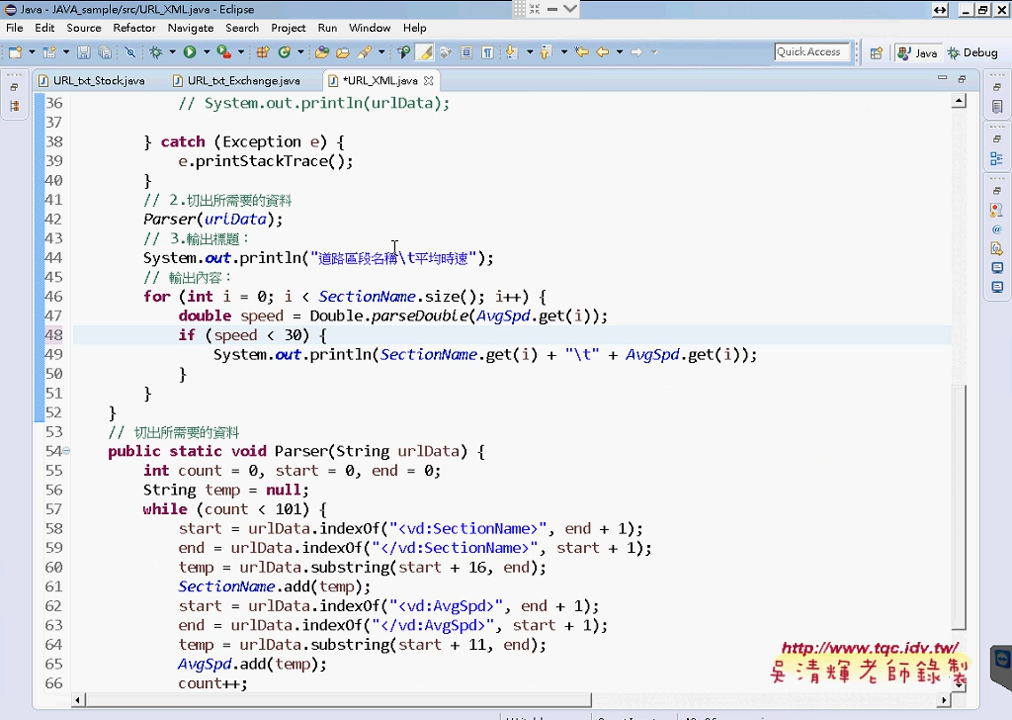 Java - JAVA_sample/src/URL_XML.java - Eclipse
File Edit Source Refactor Navigate Search Project Run Window Help
Quick Access Java Debug
URL_txt_Stock.java URL_txt_Exchange.java *URL_XML.java
36 // System.out.println(urlData);
37
38 } catch (Exception e) {
39 e.printStackTrace();
40 }
41 // 2.切出所需要的資料
42 Parser(urlData);
43 // 3.輸出標題：
44 System.out.println("道路區段名稱\t平均時速");
45 // 輸出內容：
46 for (int i = 0; i < SectionName.size(); i++) {
47 double speed = Double.parseDouble(AvgSpd.get(i));
48 if (speed < 30) {
49 System.out.println(SectionName.get(i) + "\t" + AvgSpd.get(i));
50 }
51 }
52 }
53 // 切出所需要的資料
54 public static void Parser(String urlData) {
55 int count = 0, start = 0, end = 0;
56 String temp = null;
57 while (count < 101) {
58 start = urlData.indexOf("<vd:SectionName>", end + 1);
59 end = urlData.indexOf("</vd:SectionName>", start + 1);
60 temp = urlData.substring(start + 16, end);
61 SectionName.add(temp);
62 start = urlData.indexOf("<vd:AvgSpd>", end + 1);
63 end = urlData.indexOf("</vd:AvgSpd>", start + 1);
64 temp = urlData.substring(start + 11, end);
65 AvgSpd.add(temp);
66 count++;
http://www.tqc.idv.tw/
吳清輝老師錄製